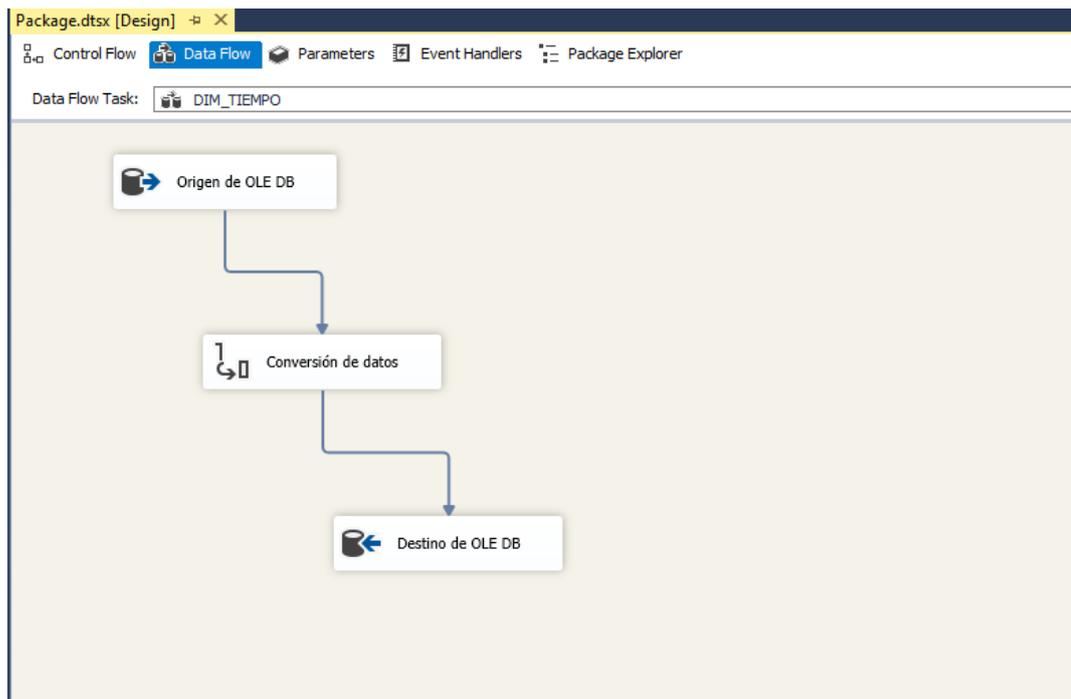 Package.dtsx [Design]
Control Flow Data Flow Parameters Event Handlers Package Explorer
Data Flow Task: DIM_TIEMPO
Origen de OLE DB
Conversión de datos
Destino de OLE DB